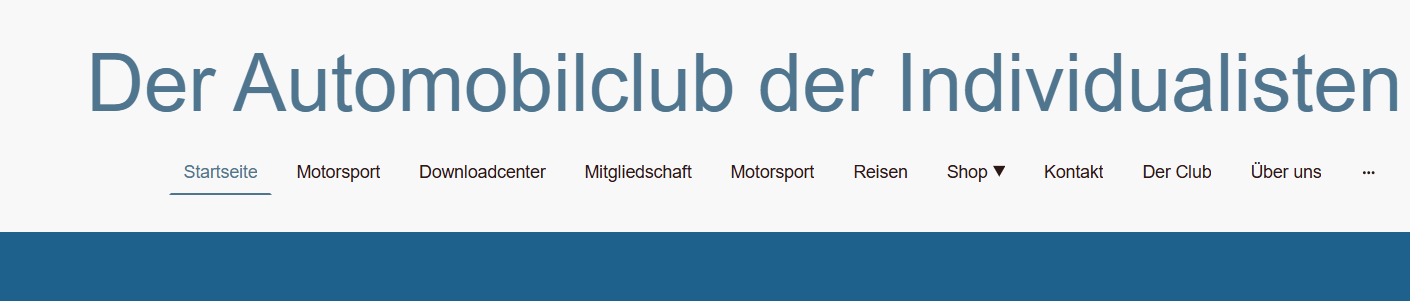 Der Automobilclub der Individualisten
Startseite Motorsport Downloadcenter Mitgliedschaft Motorsport Reisen Shop ▼ Kontakt Der Club Über uns ···